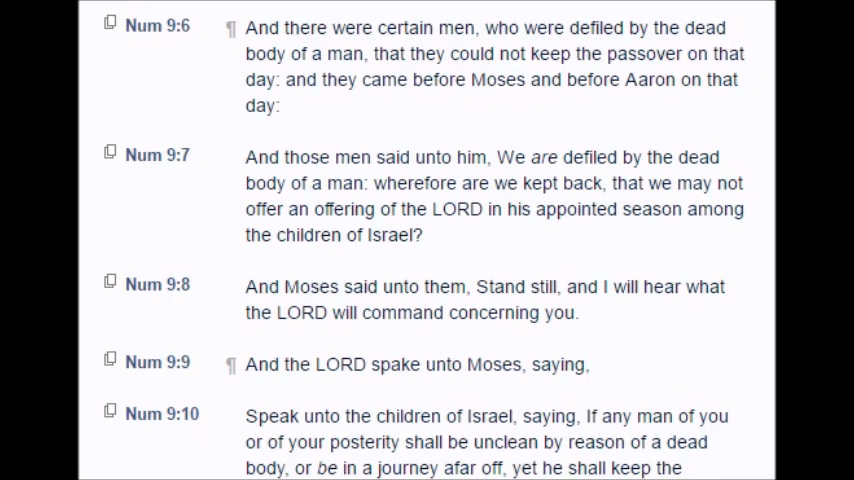 Num 9:6 ¶ And there were certain men, who were defiled by the dead
body of a man, that they could not keep the passover on that
day: and they came before Moses and before Aaron on that
day:
Num 9:7 And those men said unto him, We are defiled by the dead
body of a man: wherefore are we kept back, that we may not
offer an offering of the LORD in his appointed season among
the children of Israel?
Num 9:8 And Moses said unto them, Stand still, and I will hear what
the LORD will command concerning you.
Num 9:9 ¶ And the LORD spake unto Moses, saying,
Num 9:10 Speak unto the children of Israel, saying, If any man of you
or of your posterity shall be unclean by reason of a dead
body, or be in a journey afar off, yet he shall keep the